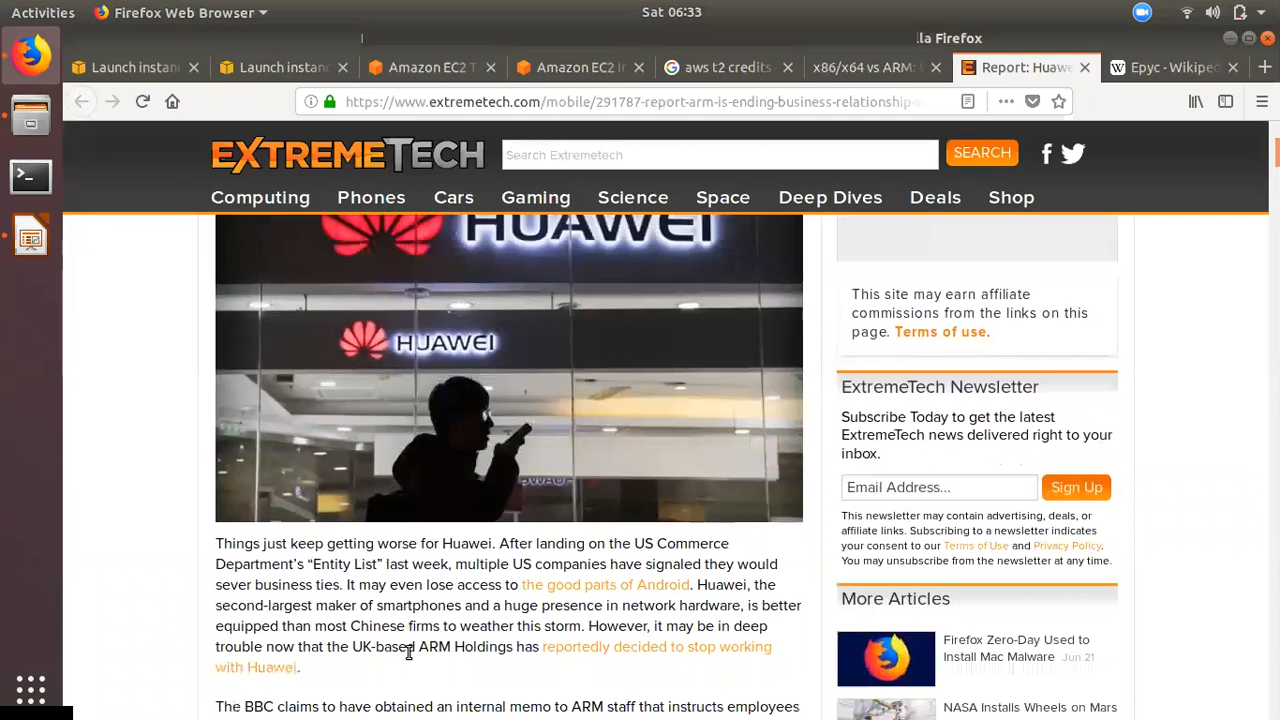 Activities
Firefox Web Browser
Sat 06:33
lla Firefox
Launch instan
Launch instan
Amazon EC2 T
Amazon EC2 In
aws t2 credits
x86/x64 vs ARM:
Report: Huawe
W Epyc - Wikiped
https://www.extremetech.com/mobile/291787-report-arm-is-ending-business-relationship-
EXTREMETECH
Search Extremetech
SEARCH
Computing Phones Cars Gaming Science Space Deep Dives Deals Shop
HUAWEI
HUAWEI
Things just keep getting worse for Huawei. After landing on the US Commerce
Department's “Entity List” last week, multiple US companies have signaled they would
sever business ties. It may even lose access to the good parts of Android. Huawei, the
second-largest maker of smartphones and a huge presence in network hardware, is better
equipped than most Chinese firms to weather this storm. However, it may be in deep
trouble now that the UK-based ARM Holdings has reportedly decided to stop working
with Huawei.
The BBC claims to have obtained an internal memo to ARM staff that instructs employees
This site may earn affiliate
commissions from the links on this
page. Terms of use.
ExtremeTech Newsletter
Subscribe Today to get the latest
ExtremeTech news delivered right to your
inbox.
Email Address...
Sign Up
This newsletter may contain advertising, deals, or
affiliate links. Subscribing to a newsletter indicates
your consent to our Terms of Use and Privacy Policy.
You may unsubscribe from the newsletter at any time.
More Articles
Firefox Zero-Day Used to
Install Mac Malware Jun 21
NASA Installs Wheels on Mars